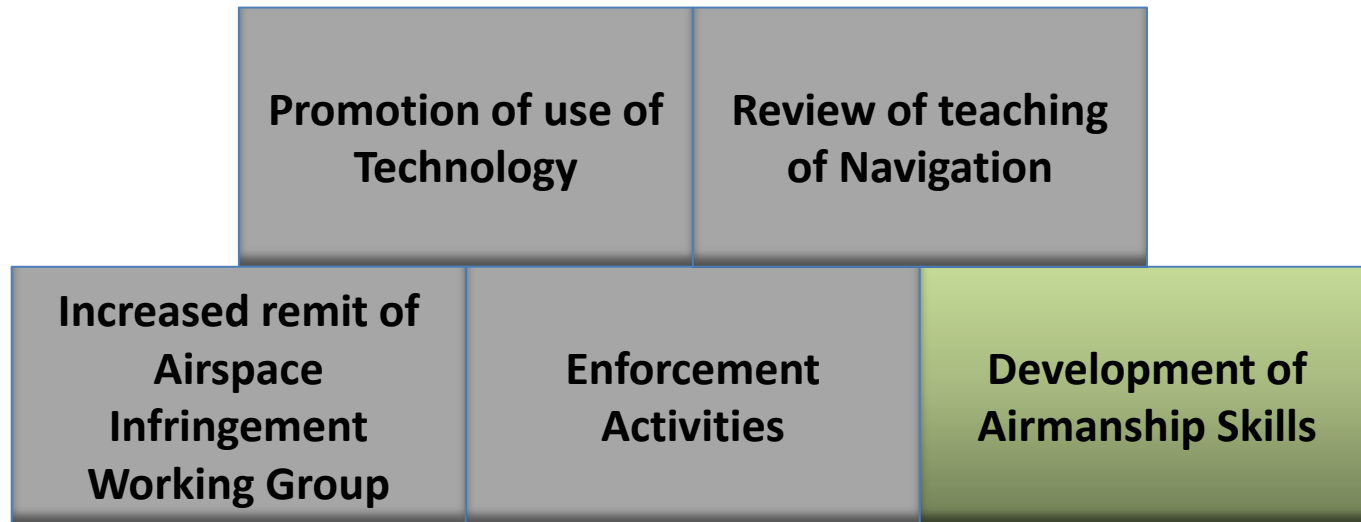 Promotion of use of
Technology
Review of teaching
of Navigation
Increased remit of
Airspace
Infringement
Working Group
Enforcement
Activities
Development of
Airmanship Skills